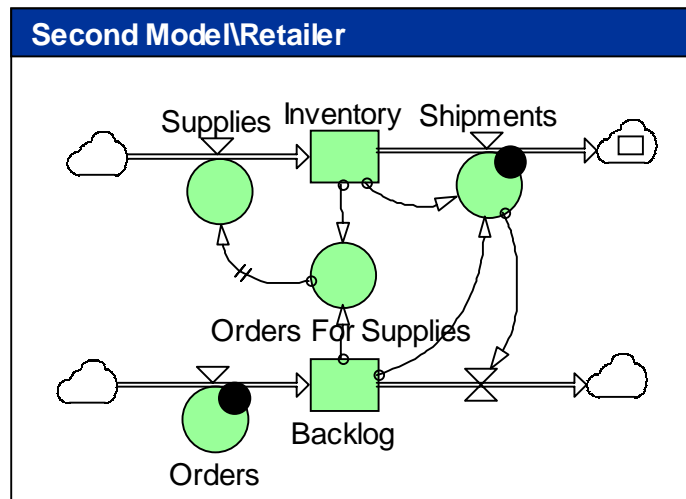 Second Model\Retailer
Supplies
Inventory
Shipments
Orders For Supplies
Backlog
Orders